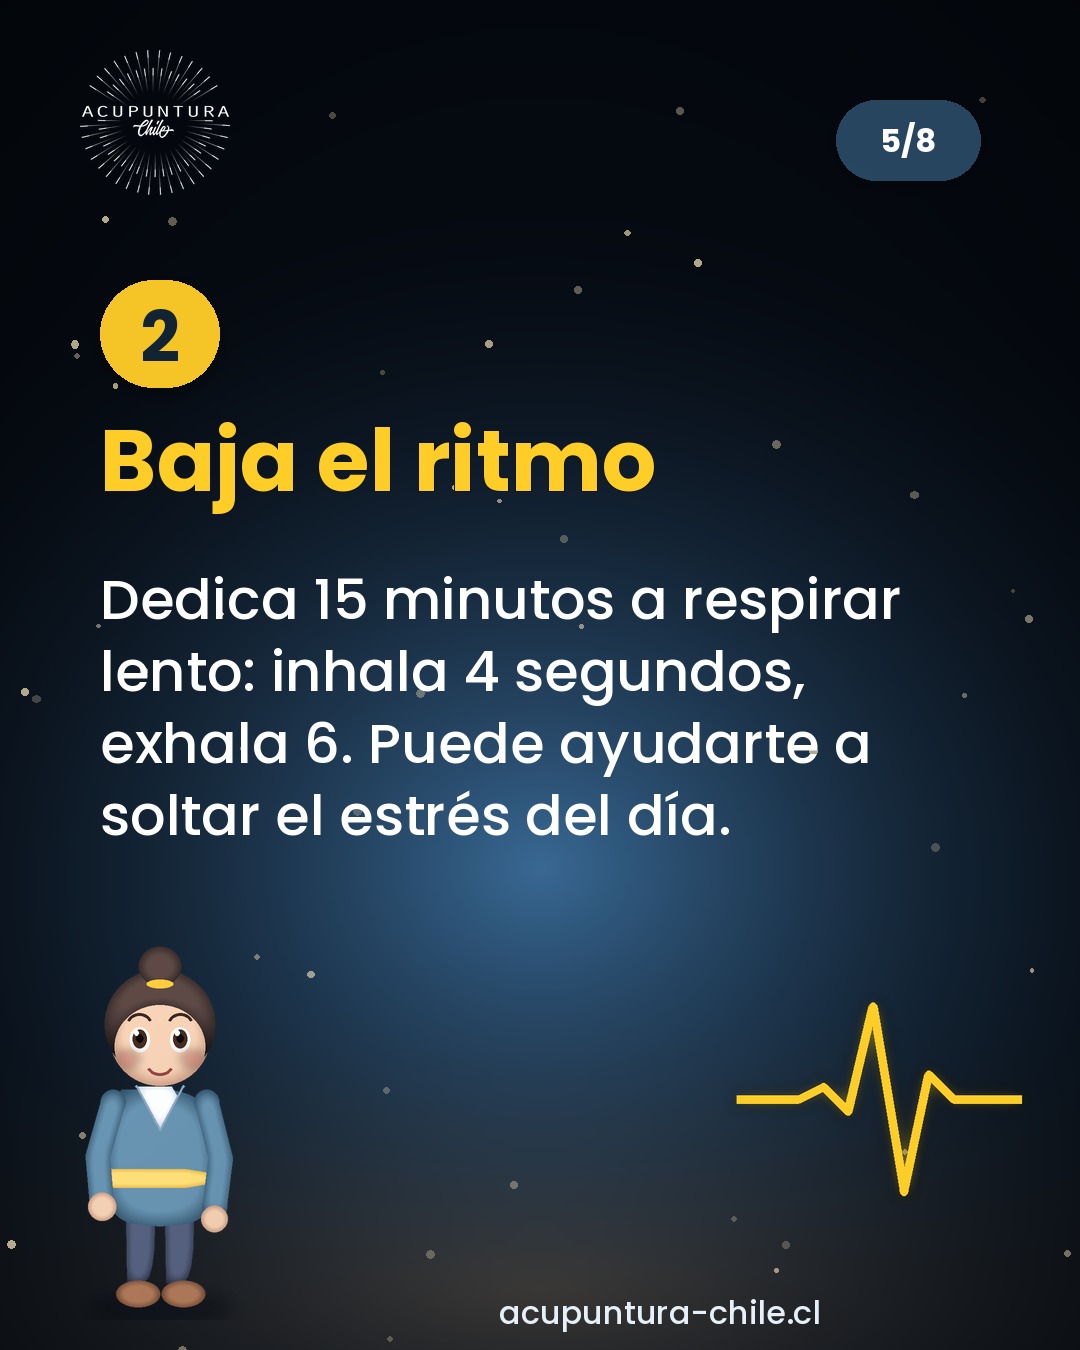 ACUPUNTURA
Chile
5/8
2
Baja el ritmo
Dedica 15 minutos a respirar
lento: inhala 4 segundos,
exhala 6. Puede ayudarte a
soltar el estrés del día.
acupuntura-chile.cl